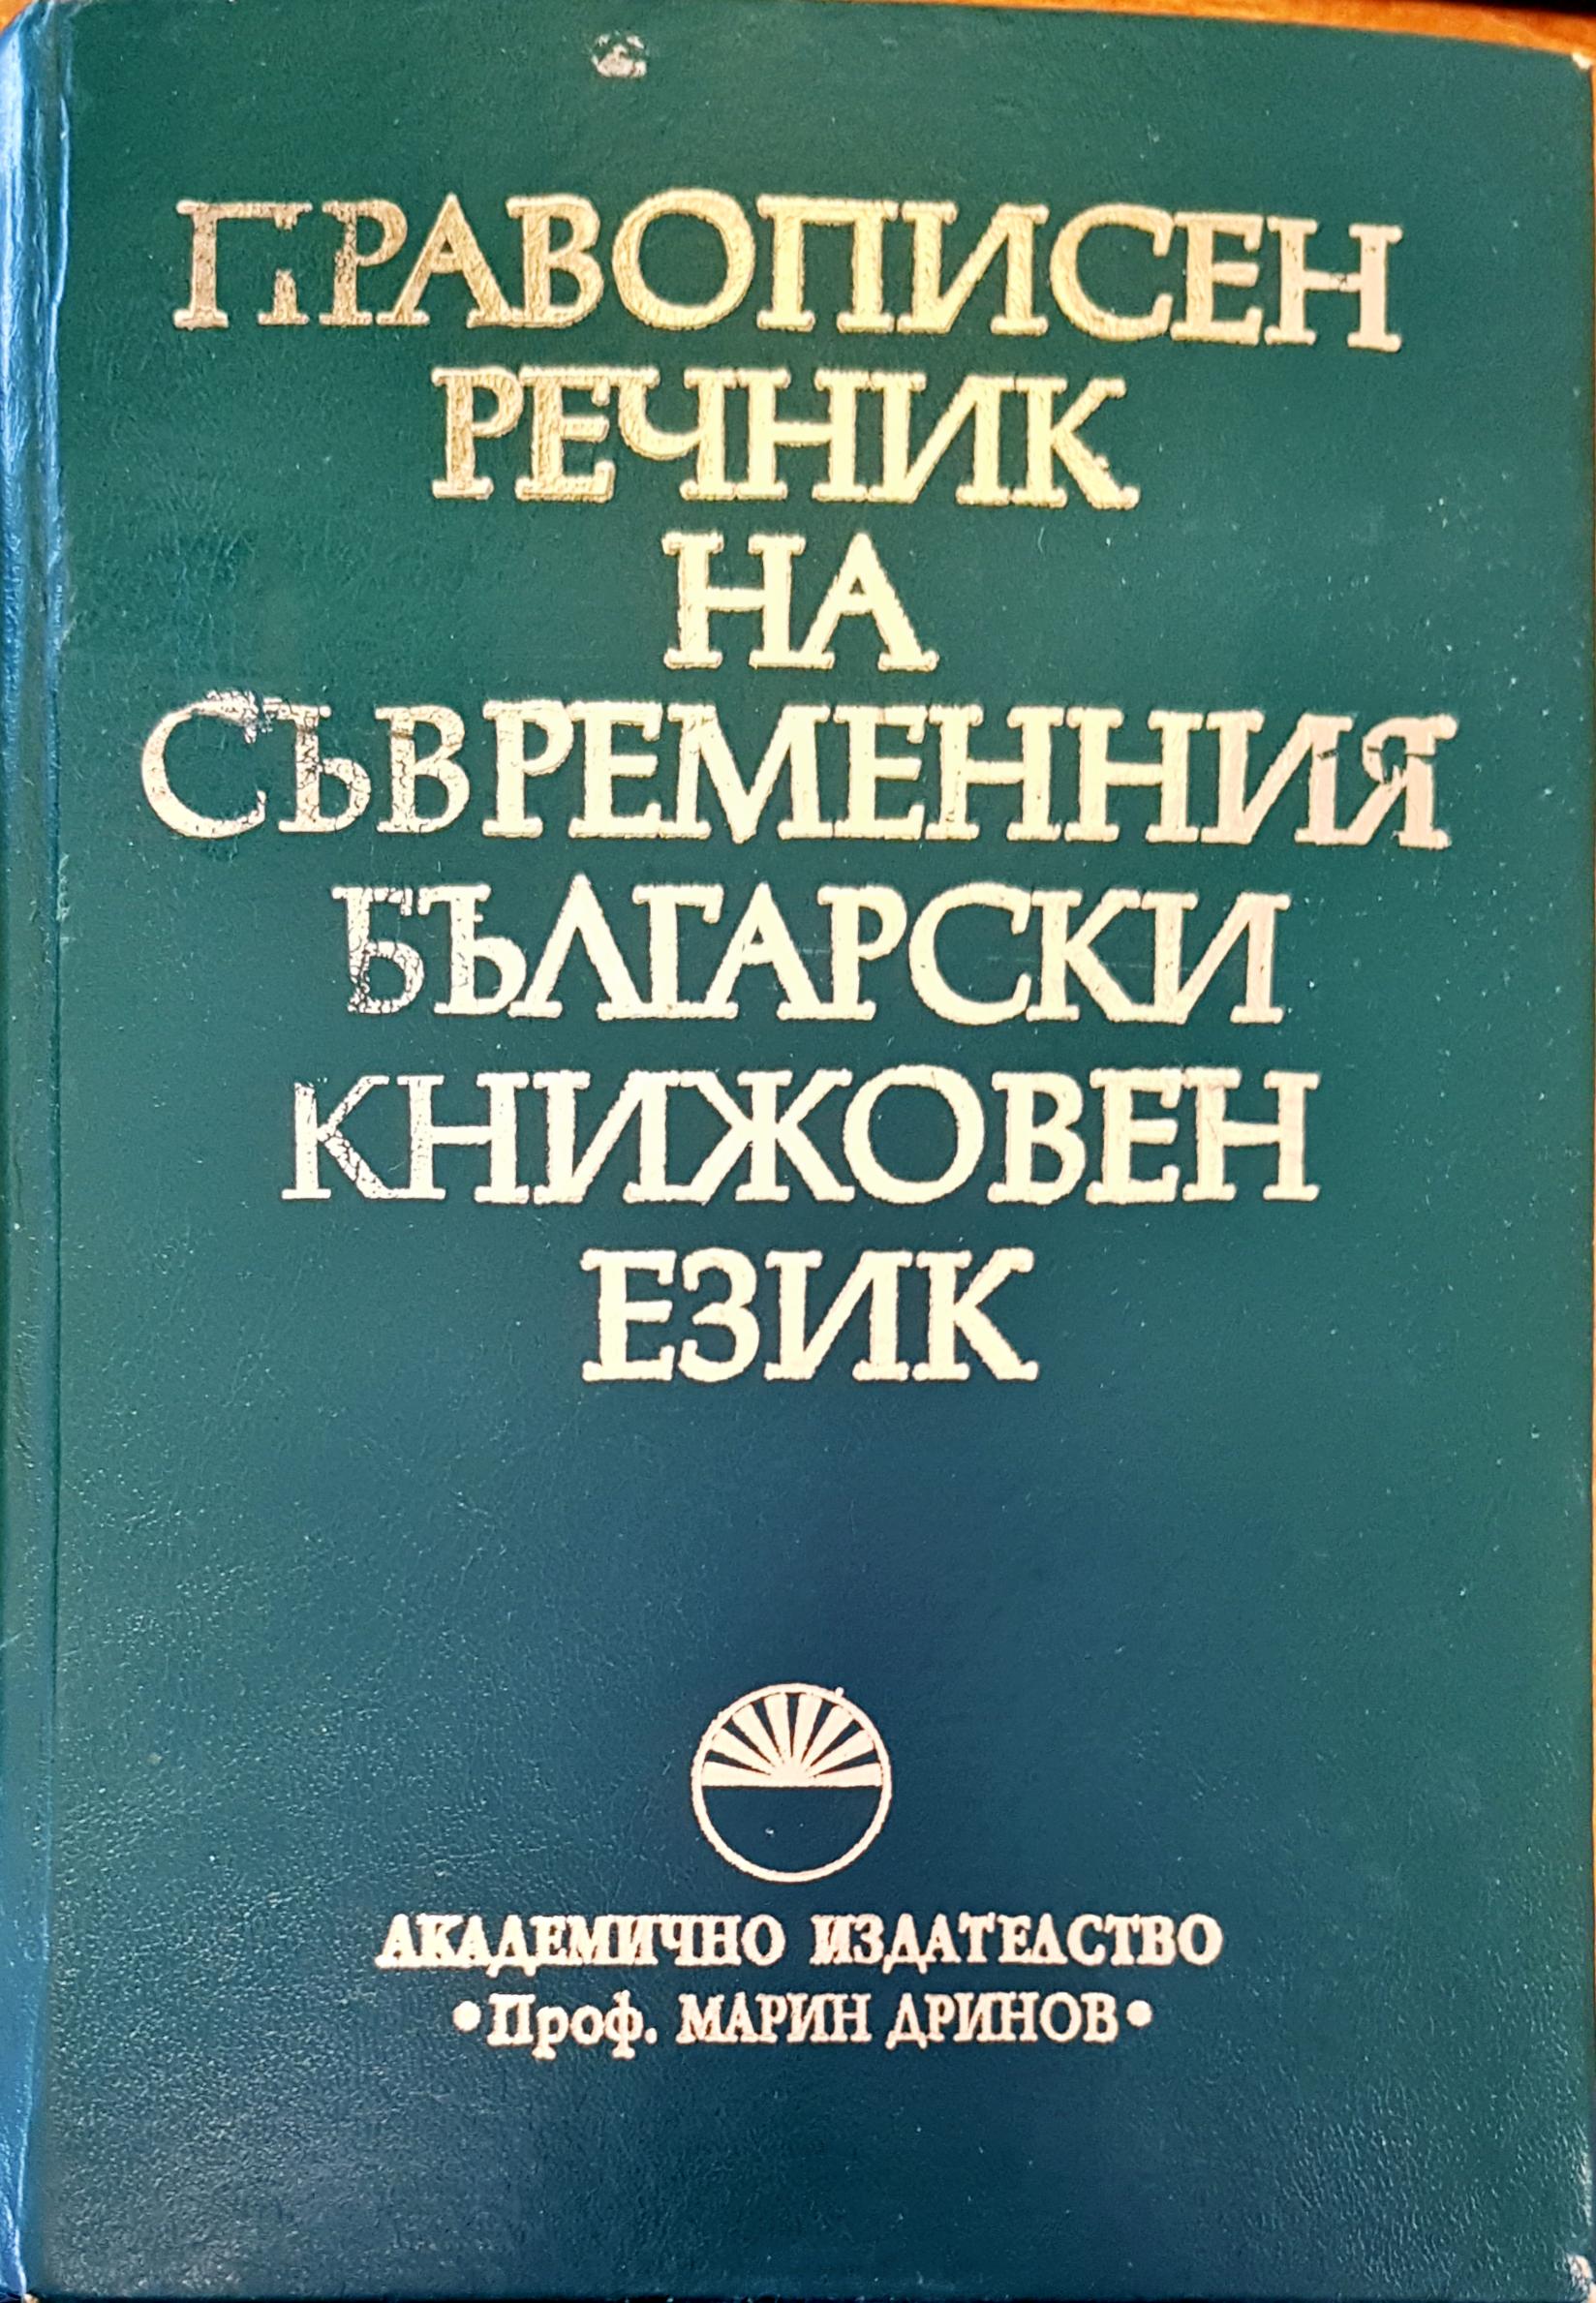 ПРАВОПИСЕН
РЕЧНИК
НА
СЪВРЕМЕННИЯ
БЪЛГАРСКИ
КНИЖОВЕН
ЕЗИК
АКАДЕМИЧНО ИЗДАТЕЛСТВО
•Проф. МАРИН ДРИНОВ•